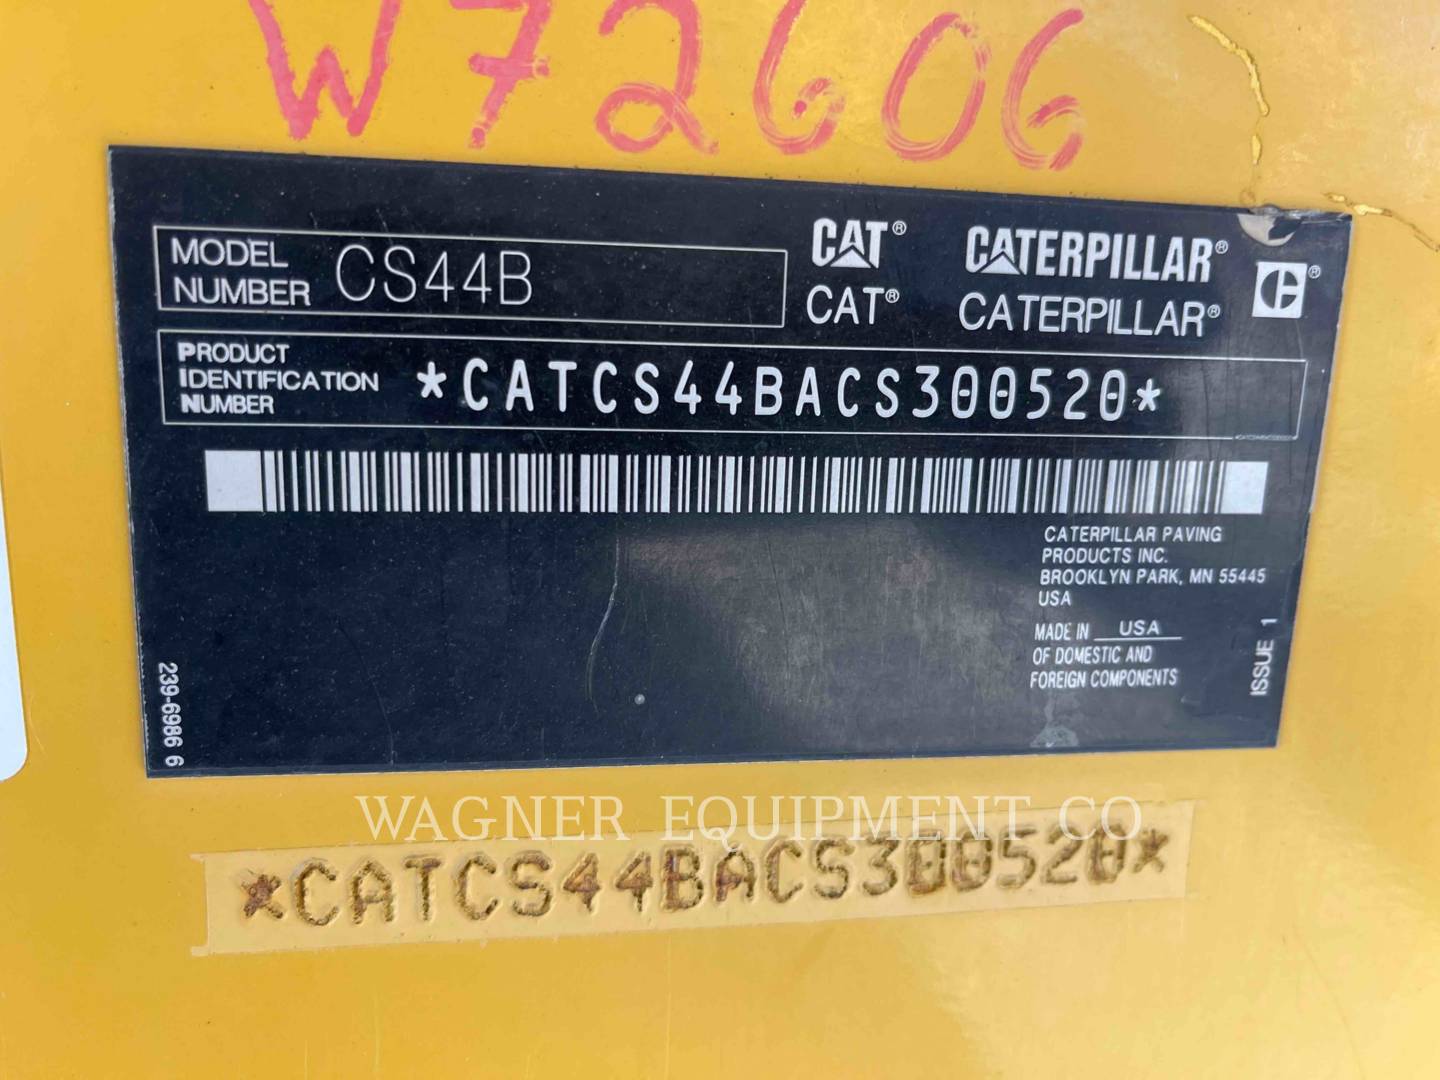 W72606
MODEL NUMBER CS44B
CAT® CATERPILLAR®
CAT® CATERPILLAR®
PRODUCT IDENTIFICATION NUMBER *CATCS44BACS300520*
CATERPILLAR PAVING
PRODUCTS INC.
BROOKLYN PARK, MN 55445
USA
MADE IN USA
OF DOMESTIC AND
FOREIGN COMPONENTS
ISSUE 1
239-6986 6
WAGNER EQUIPMENT CO
*CATCS44BACS300520*